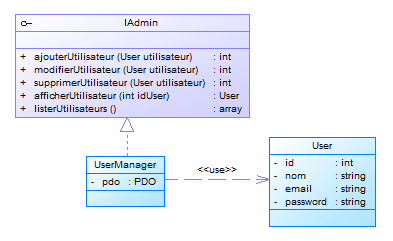 IAdmin
+ ajouterUtilisateur (User utilisateur) : int
+ modifierUtilisateur (User utilisateur) : int
+ supprimerUtilisateur (User utilisateur) : int
+ afficherUtilisateur (int idUser) : User
+ listerUtilisateurs () : array
UserManager
- pdo : PDO
<<use>>
User
- id : int
- nom : string
- email : string
- password : string